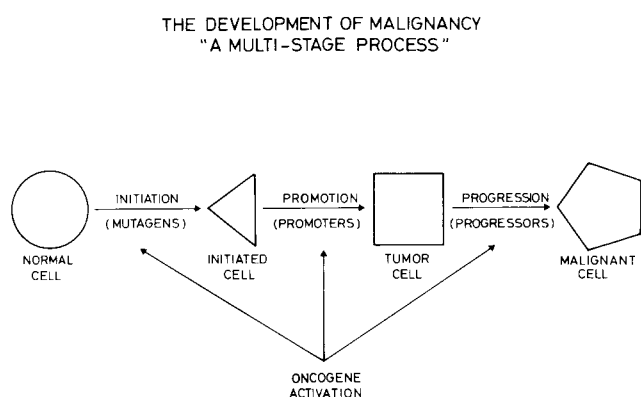 THE DEVELOPMENT OF MALIGNANCY
"A MULTI-STAGE PROCESS"
INITIATION
(MUTAGENS)
PROMOTION
(PROMOTERS)
PROGRESSION
(PROGRESSORS)
NORMAL
CELL
INITIATED
CELL
TUMOR
CELL
MALIGNANT
CELL
ONCOGENE
ACTIVATION